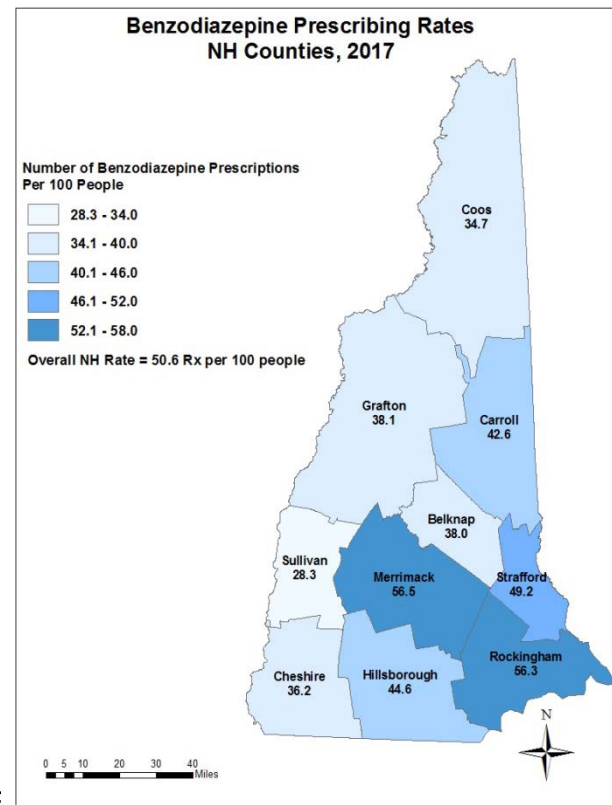 Benzodiazepine Prescribing Rates
NH Counties, 2017
Number of Benzodiazepine Prescriptions
Per 100 People
28.3 - 34.0
34.1 - 40.0
40.1 - 46.0
46.1 - 52.0
52.1 - 58.0
Overall NH Rate = 50.6 Rx per 100 people
Coos
34.7
Grafton
38.1
Carroll
42.6
Belknap
38.0
Sullivan
28.3
Merrimack
56.5
Strafford
49.2
Cheshire
36.2
Hillsborough
44.6
Rockingham
56.3
N
0 5 10 20 30 40
Miles
: